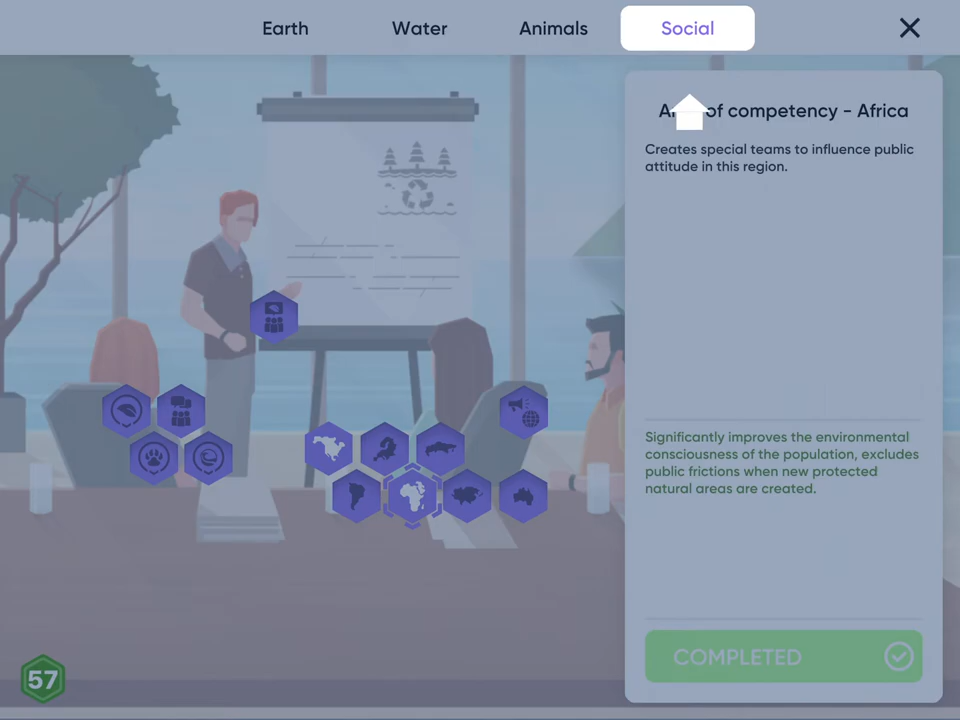 Earth Water Animals Social
Area of competency - Africa
Creates special teams to influence public
attitude in this region.
Significantly improves the environmental
consciousness of the population, excludes
public frictions when new protected
natural areas are created.
COMPLETED
57